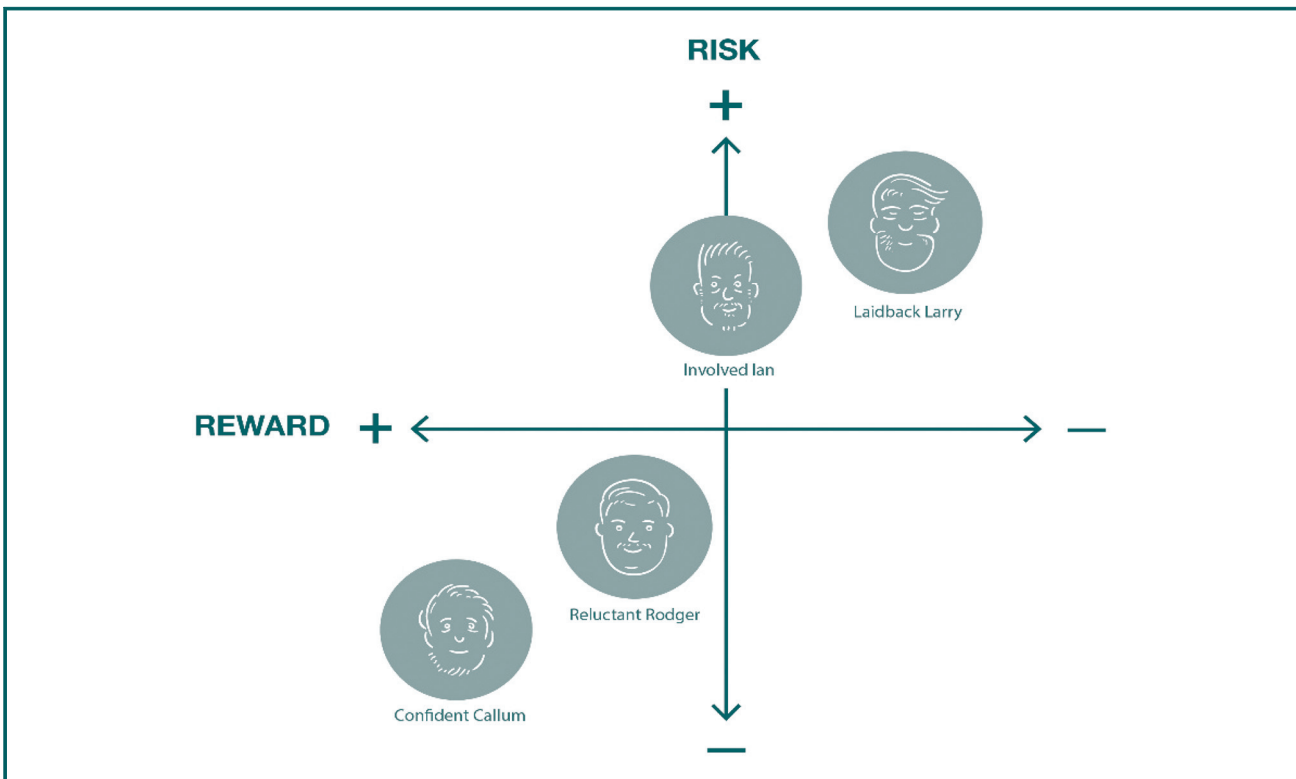 RISK
+
Laidback Larry
Involved Ian
REWARD + —
Reluctant Rodger
Confident Callum
—